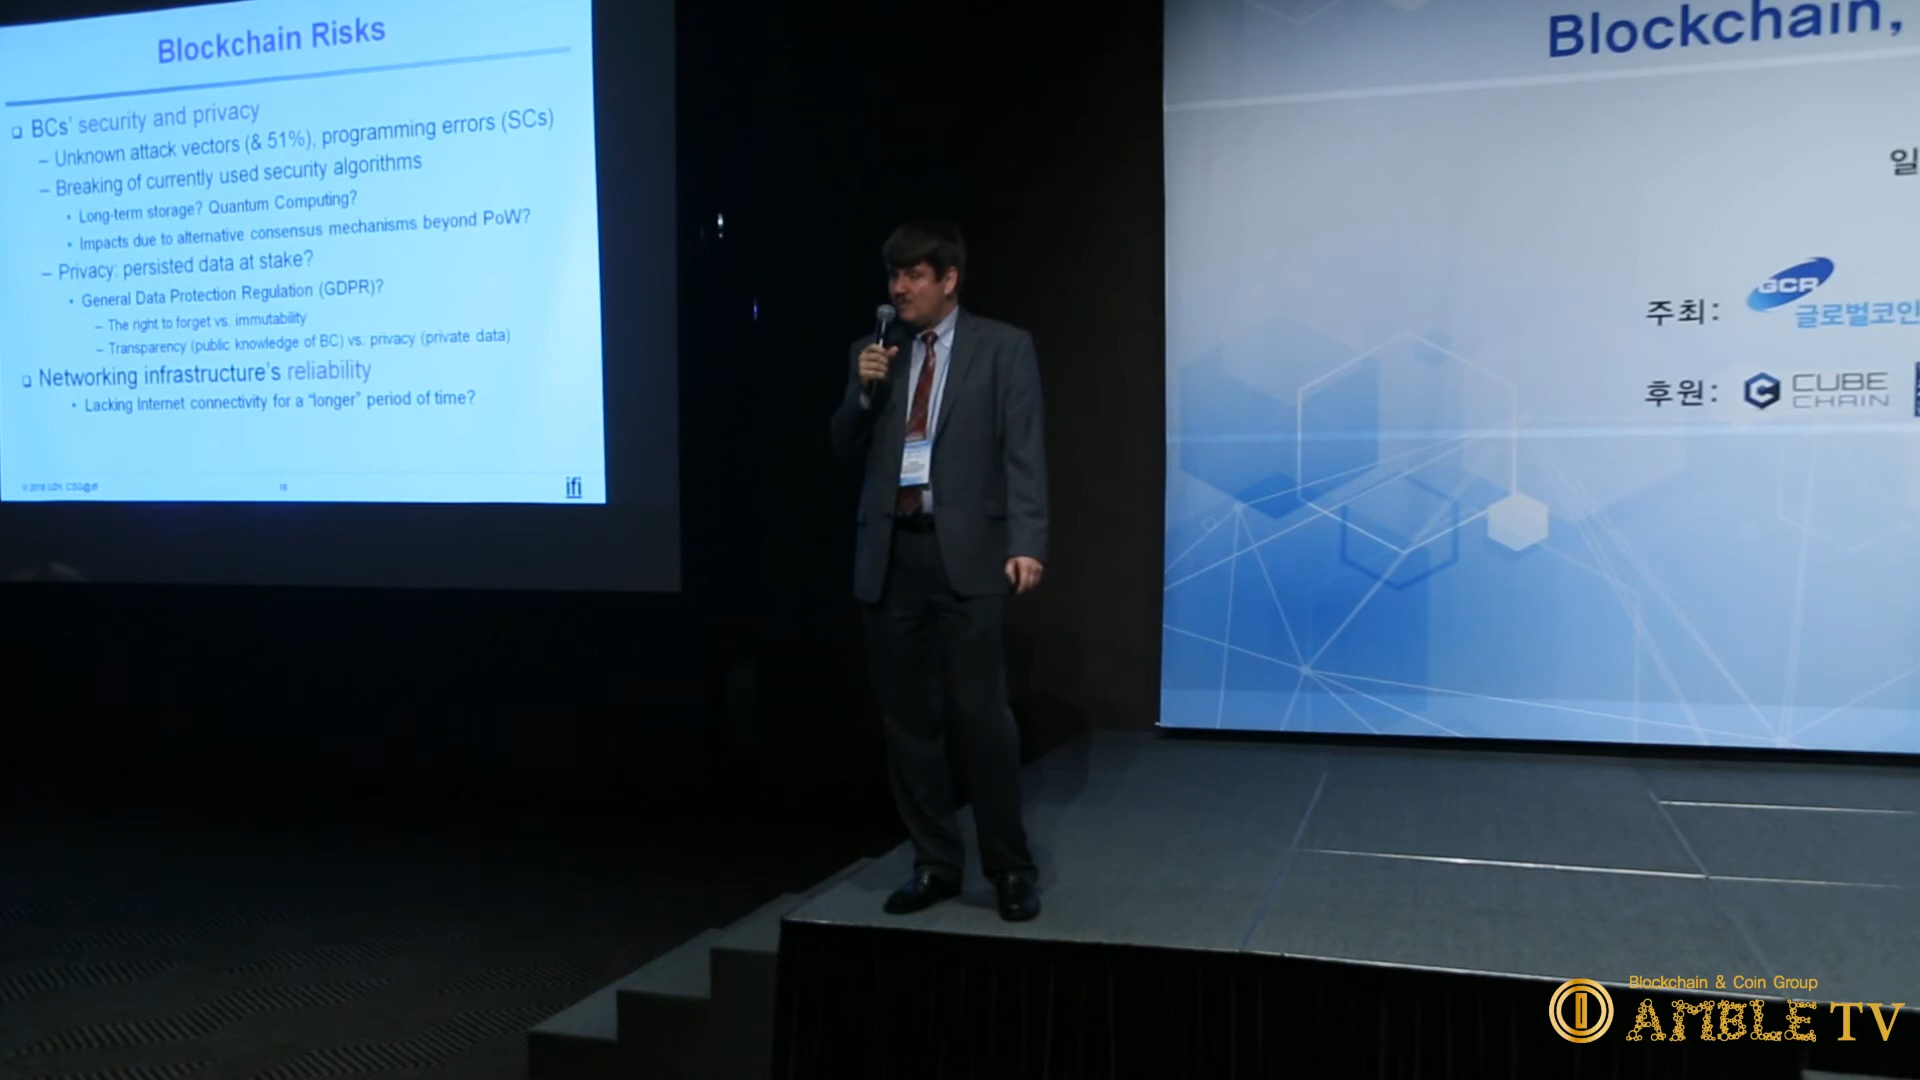 Blockchain Risks
❑ BCs' security and privacy
– Unknown attack vectors (& 51%), programming errors (SCs)
– Breaking of currently used security algorithms
• Long-term storage? Quantum Computing?
• Impacts due to alternative consensus mechanisms beyond PoW?
– Privacy: persisted data at stake?
• General Data Protection Regulation (GDPR)?
– The right to forget vs. immutability
– Transparency (public knowledge of BC) vs. privacy (private data)
❑ Networking infrastructure's reliability
• Lacking Internet connectivity for a "longer" period of time?
ifi
Blockchain,
일
주최:
GCR
글로벌코인
후원:
CUBE
CHAIN
Blockchain & Coin Group
AMBLE TV